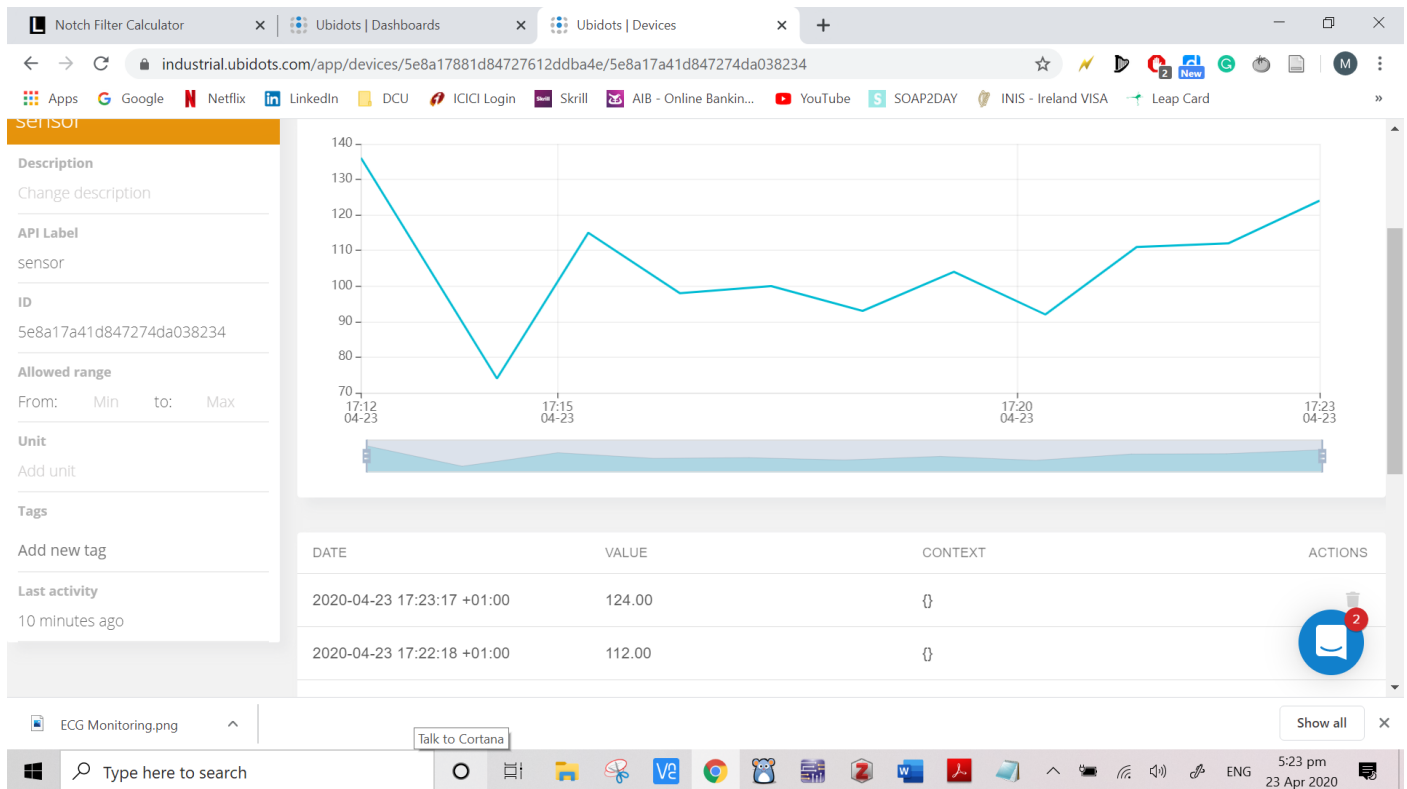 Notch Filter Calculator
Ubidots | Dashboards
Ubidots | Devices
industrial.ubidots.com/app/devices/5e8a17881d84727612ddba4e/5e8a17a41d847274da038234
2
New
M
Apps
Google
Netflix
LinkedIn
DCU
ICICI Login
Skrill
Skrill
AIB - Online Bankin...
YouTube
S
SOAP2DAY
INIS - Ireland VISA
Leap Card
»
sensor
Description
Change description
API Label
sensor
ID
5e8a17a41d847274da038234
Allowed range
From: Min to: Max
Unit
Add unit
Tags
Add new tag
Last activity
10 minutes ago
140
130
120
110
100
90
80
70
17:12
04-23
17:15
04-23
17:20
04-23
17:23
04-23
DATE VALUE CONTEXT ACTIONS
2020-04-23 17:23:17 +01:00 124.00 {}
2020-04-23 17:22:18 +01:00 112.00 {}
2
ECG Monitoring.png
Show all
Talk to Cortana
Type here to search
ENG
5:23 pm
23 Apr 2020